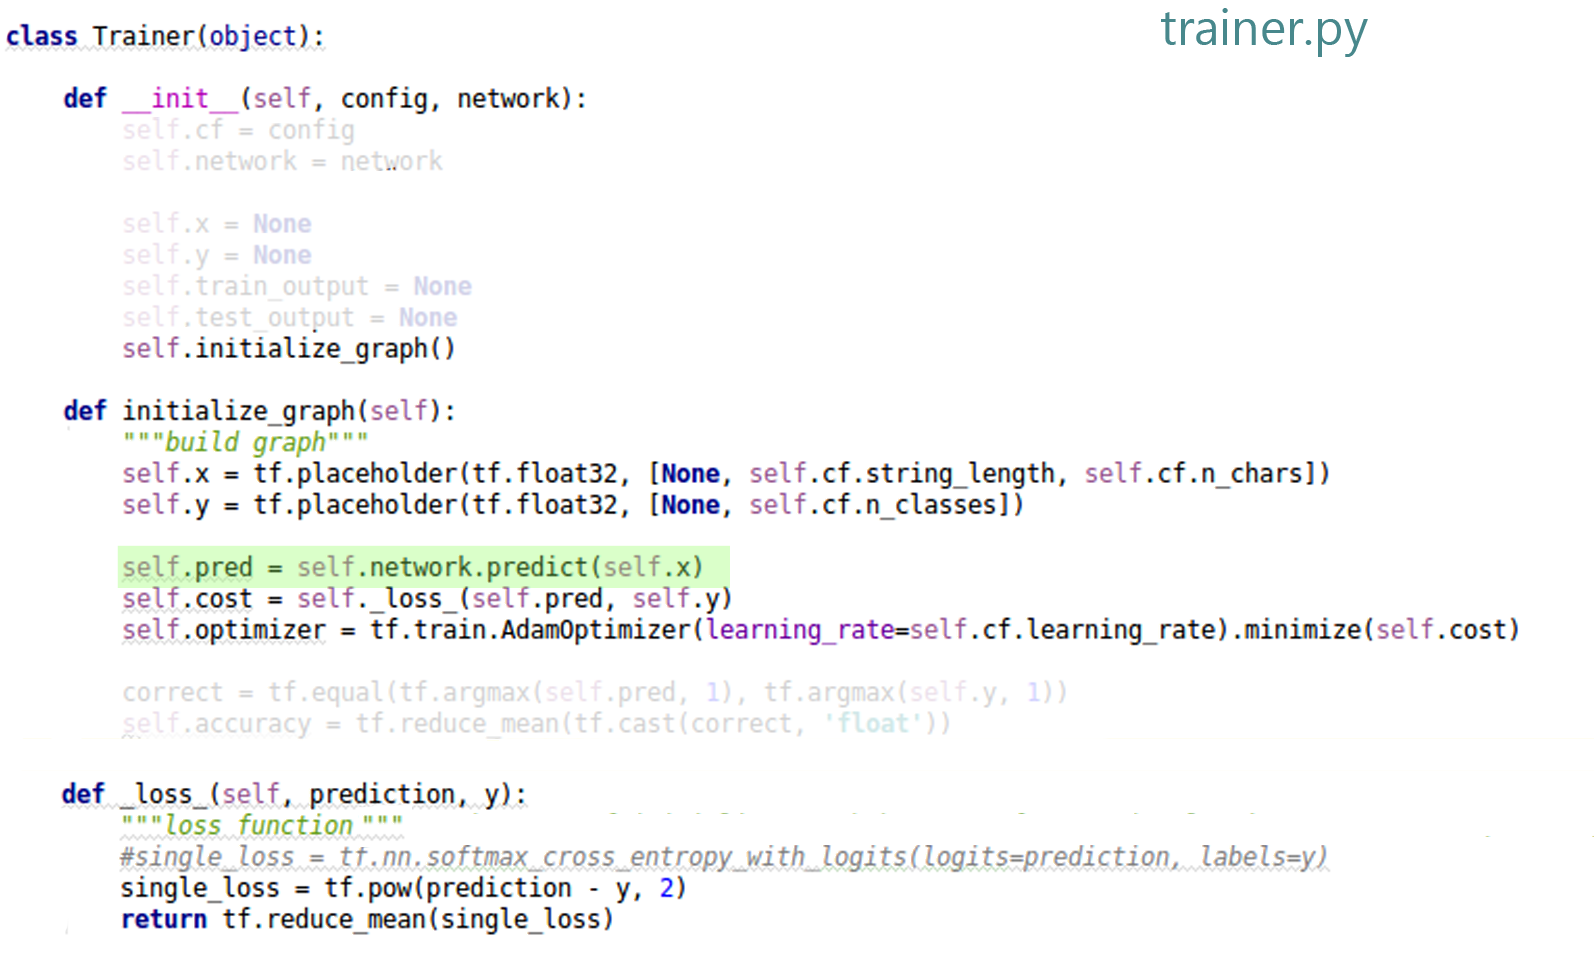 trainer.py
class Trainer(object):
    def __init__(self, config, network):
        self.cf = config
        self.network = network
        self.x = None
        self.y = None
        self.train_output = None
        self.test_output = None
        self.initialize_graph()
    def initialize_graph(self):
        """build graph"""
        self.x = tf.placeholder(tf.float32, [None, self.cf.string_length, self.cf.n_chars])
        self.y = tf.placeholder(tf.float32, [None, self.cf.n_classes])
        self.pred = self.network.predict(self.x)
        self.cost = self._loss_(self.pred, self.y)
        self.optimizer = tf.train.AdamOptimizer(learning_rate=self.cf.learning_rate).minimize(self.cost)
        correct = tf.equal(tf.argmax(self.pred, 1), tf.argmax(self.y, 1))
        self.accuracy = tf.reduce_mean(tf.cast(correct, 'float'))
    def _loss_(self, prediction, y):
        """loss function """
        #single_loss = tf.nn.softmax_cross_entropy_with_logits(logits=prediction, labels=y)
        single_loss = tf.pow(prediction - y, 2)
        return tf.reduce_mean(single_loss)